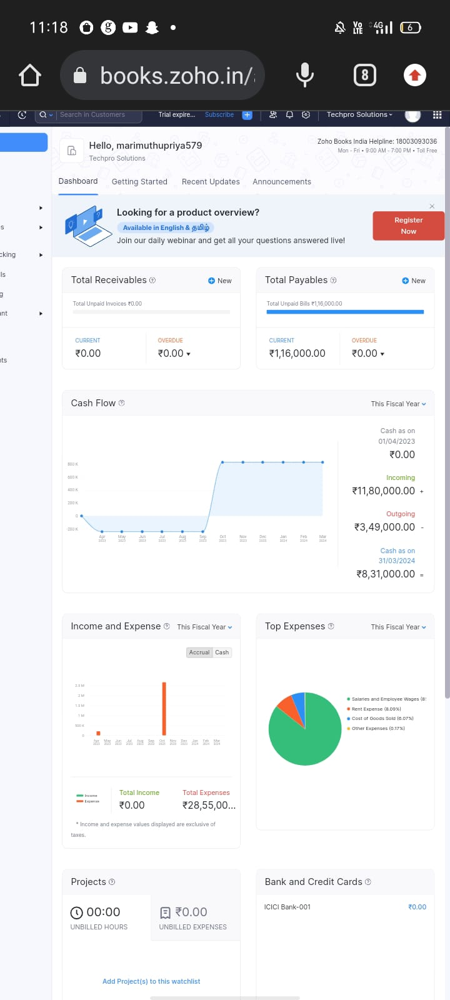 11:18
Vo LTE 4G 6
books.zoho.in/
8
Search in Customers
Trial expire... Subscribe Techpro Solutions
Hello, marimuthupriya579
Techpro Solutions
Zoho Books India Helpline: 18003093036
Mon - Fri • 9:00 AM - 7:00 PM • Toll Free
Dashboard Getting Started Recent Updates Announcements
s
cking
lls
g
ant
nts
Looking for a product overview?
Available in English & தமிழ்
Join our daily webinar and get all your questions answered live!
Register
Now
Total Receivables New
Total Unpaid Invoices ₹0.00
CURRENT OVERDUE
₹0.00 ₹0.00
Total Payables New
Total Unpaid Bills ₹1,16,000.00
CURRENT OVERDUE
₹1,16,000.00 ₹0.00
Cash Flow This Fiscal Year
800 K
600 K
400 K
200 K
0
-200 K
Apr May Jun Jul Aug Sep Oct Nov Dec Jan Feb Mar
2023 2023 2023 2023 2023 2023 2023 2023 2023 2024 2024 2024
Cash as on
01/04/2023
₹0.00
Incoming
₹11,80,000.00 +
Outgoing
₹3,49,000.00 -
Cash as on
31/03/2024
₹8,31,000.00 =
Income and Expense This Fiscal Year
Accrual Cash
2.5 M
2 M
1.5 M
1 M
500 K
0
Apr May Jun Jul Aug Sep Oct Nov Dec Jan Feb Mar
2023 2023 2023 2023 2023 2023 2023 2023 2023 2024 2024 2024
Income
Expense
Total Income Total Expenses
₹0.00 ₹28,55,00...
* Income and expense values displayed are exclusive of
taxes.
Top Expenses This Fiscal Year
Salaries and Employee Wages (8
Rent Expense (8.09%)
Cost of Goods Sold (6.07%)
Other Expenses (0.17%)
Projects
00:00
UNBILLED HOURS
₹0.00
UNBILLED EXPENSES
Add Project(s) to this watchlist
Bank and Credit Cards
ICICI Bank-001 ₹0.00